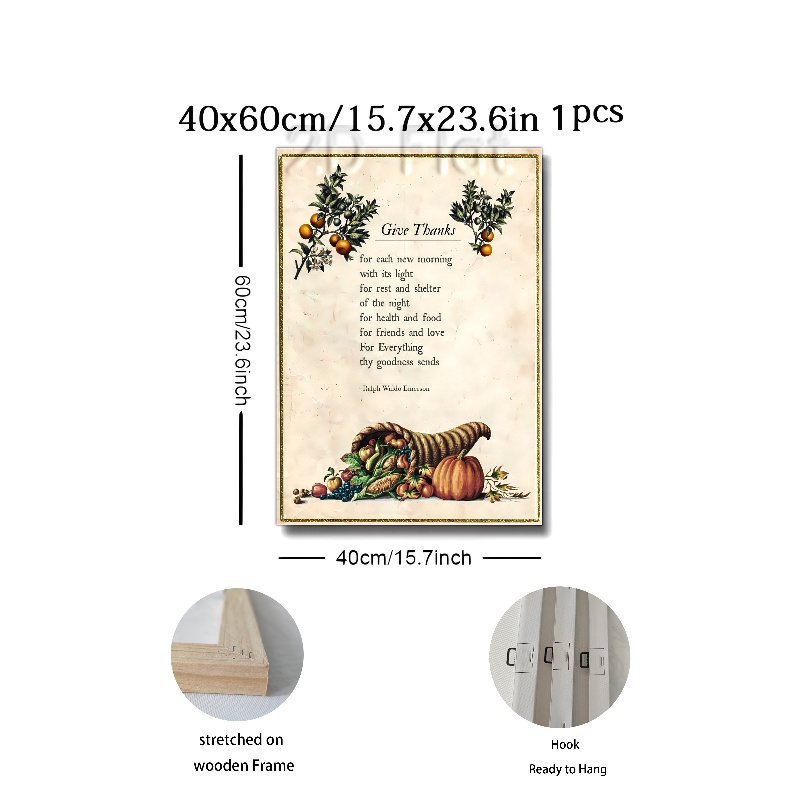 40x60cm/15.7x23.6in 1pcs
2D Flat
60cm/23.6inch
Give Thanks
for each new morning
with its light
for rest and shelter
of the night
for health and food
for friends and love
For Everything
thy goodness sends
-Ralph Waldo Emerson
40cm/15.7inch
stretched on
wooden Frame
Hook
Ready to Hang